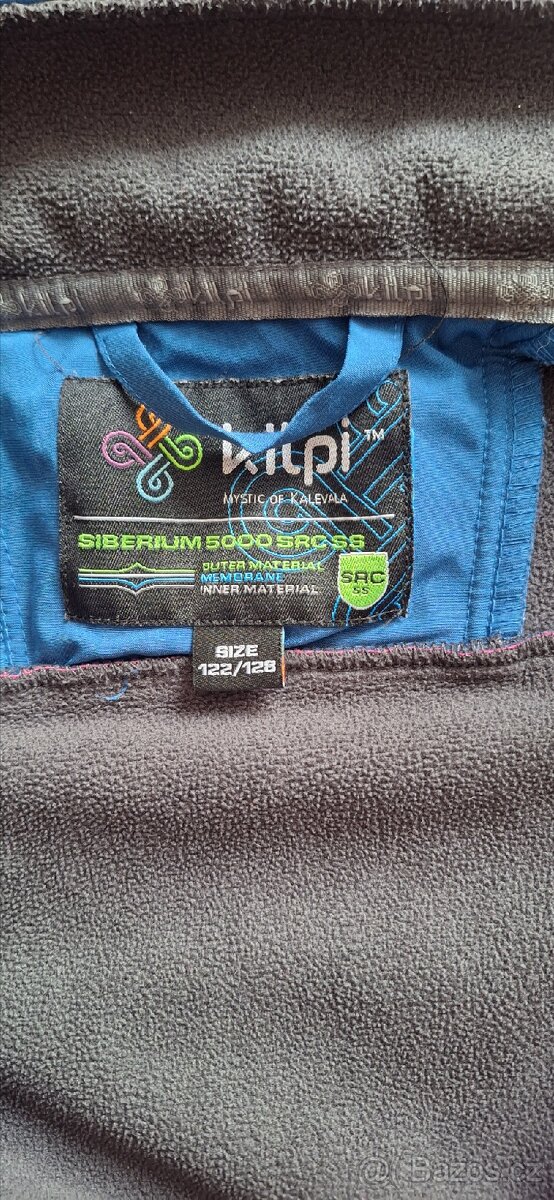 kilpi™
MYSTIC OF KALEVALA
SIBERIUM 5000 SRC SS
OUTER MATERIAL
MEMBRANE
INNER MATERIAL
SRC
SS
SIZE
122/128
© Bazoš.cz